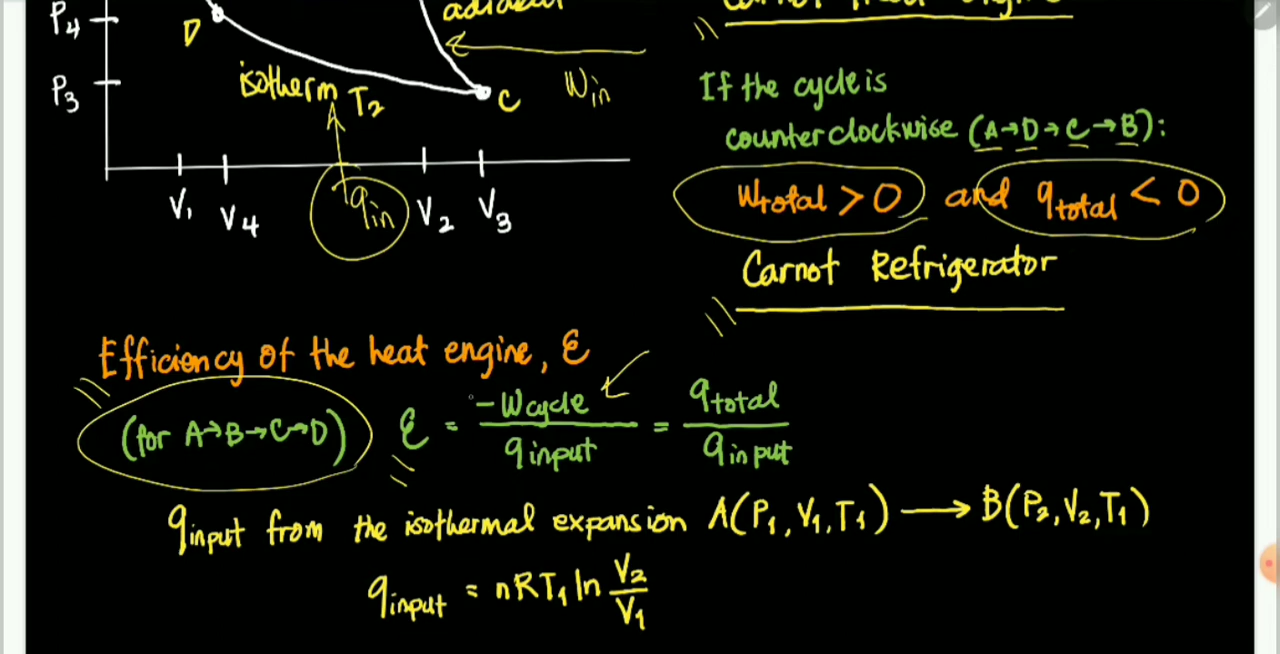 P4
D
P3
isotherm T2
C
Win
V1 V4 qin V2 V3
If the cycle is
counterclockwise (A→D→C→B):
Wtotal > 0 and qtotal < 0
Carnot Refrigerator
Efficiency of the heat engine, ε
(for A→B→C→D) ε = -Wcycle / qinput = qtotal / qinput
qinput from the isothermal expansion A(P1, V1, T1) → B(P2, V2, T1)
qinput = nRT1 ln V2/V1